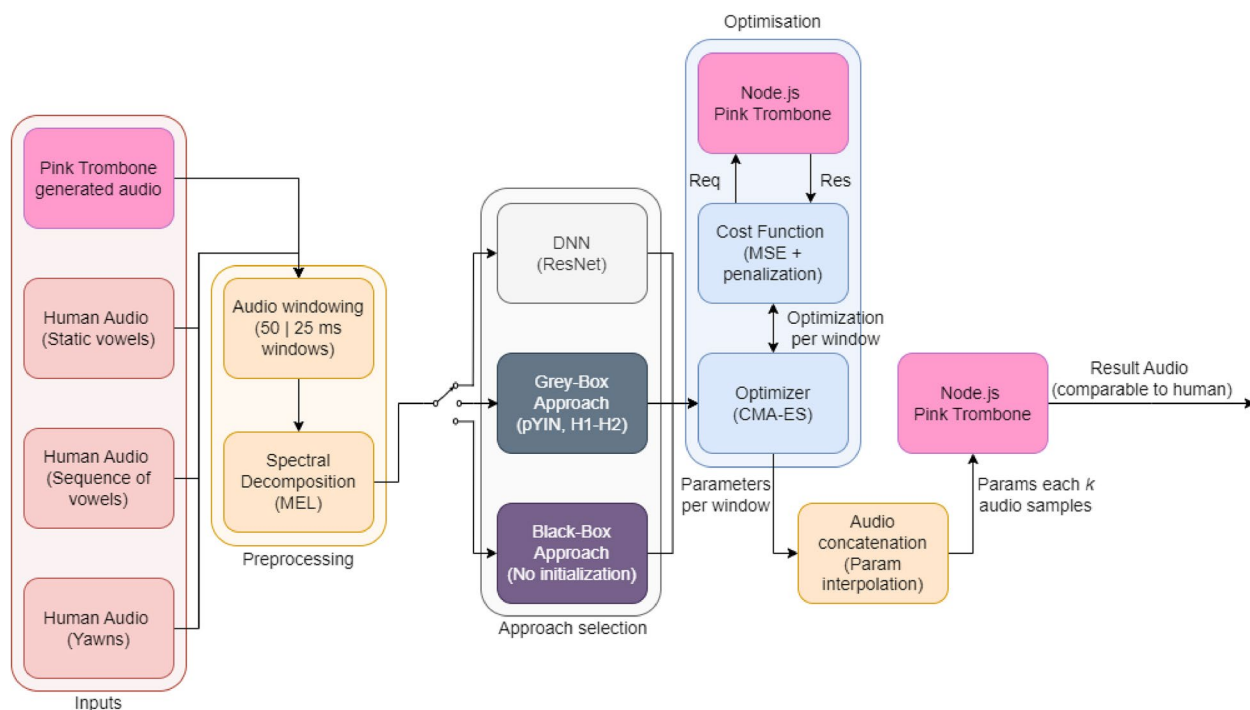 Optimisation
Node.js
Pink Trombone
Req
Res
Cost Function
(MSE +
penalization)
Optimization
per window
Optimizer
(CMA-ES)
Pink Trombone
generated audio
Human Audio
(Static vowels)
Human Audio
(Sequence of
vowels)
Human Audio
(Yawns)
Inputs
Audio windowing
(50 | 25 ms
windows)
Spectral
Decomposition
(MEL)
Preprocessing
DNN
(ResNet)
Grey-Box
Approach
(pYIN, H1-H2)
Black-Box
Approach
(No initialization)
Approach selection
Parameters
per window
Audio
concatenation
(Param
interpolation)
Params each k
audio samples
Node.js
Pink Trombone
Result Audio
(comparable to human)